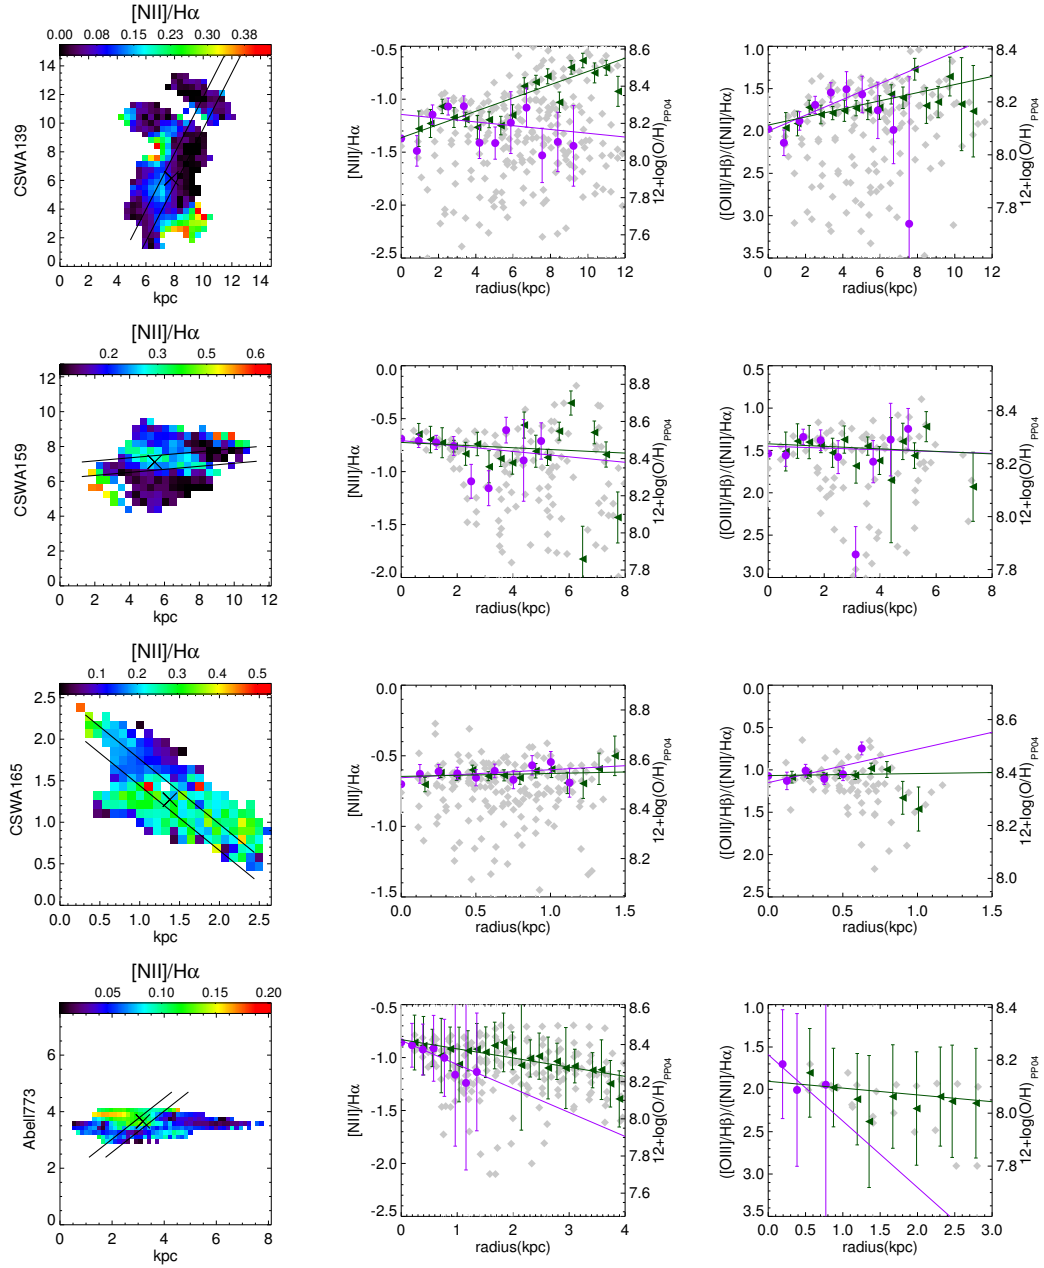 [NII]/Hα
0.00 0.08 0.15 0.23 0.30 0.38
CSWA139
14
12
10
8
6
4
2
0
0 2 4 6 8 10 12 14
kpc
[NII]/Hα
-0.5
-1.0
-1.5
-2.0
-2.5
0 2 4 6 8 10 12
radius(kpc)
8.6
8.4
8.2
8.0
7.8
7.6
12+log(O/H)PP04
([OIII]/Hβ)/([NII]/Hα)
1.0
1.5
2.0
2.5
3.0
3.5
0 2 4 6 8 10 12
radius(kpc)
8.4
8.2
8.0
7.8
12+log(O/H)PP04
[NII]/Hα
0.2 0.3 0.5 0.6
CSWA159
12
10
8
6
4
2
0
0 2 4 6 8 10 12
kpc
[NII]/Hα
0.0
-0.5
-1.0
-1.5
-2.0
0 2 4 6 8
radius(kpc)
8.8
8.6
8.4
8.2
8.0
12+log(O/H)PP04
([OIII]/Hβ)/([NII]/Hα)
0.5
1.0
1.5
2.0
2.5
3.0
0 2 4 6 8
radius(kpc)
8.4
8.2
8.0
7.8
12+log(O/H)PP04
[NII]/Hα
0.1 0.2 0.3 0.4 0.5
CSWA165
2.5
2.0
1.5
1.0
0.5
0.0
0.0 0.5 1.0 1.5 2.0 2.5
kpc
[NII]/Hα
0.0
-0.5
-1.0
-1.5
0.0 0.5 1.0 1.5
radius(kpc)
8.8
8.6
8.4
8.2
12+log(O/H)PP04
([OIII]/Hβ)/([NII]/Hα)
0.0
0.5
1.0
1.5
2.0
2.5
0.0 0.5 1.0 1.5
radius(kpc)
8.6
8.4
8.2
8.0
12+log(O/H)PP04
[NII]/Hα
0.05 0.10 0.15 0.20
Abell773
6
4
2
0
0 2 4 6 8
kpc
[NII]/Hα
-0.5
-1.0
-1.5
-2.0
-2.5
0 1 2 3 4
radius(kpc)
8.6
8.4
8.2
8.0
7.8
7.6
12+log(O/H)PP04
([OIII]/Hβ)/([NII]/Hα)
1.0
1.5
2.0
2.5
3.0
3.5
0.0 0.5 1.0 1.5 2.0 2.5 3.0
radius(kpc)
8.4
8.2
8.0
7.8
12+log(O/H)PP04